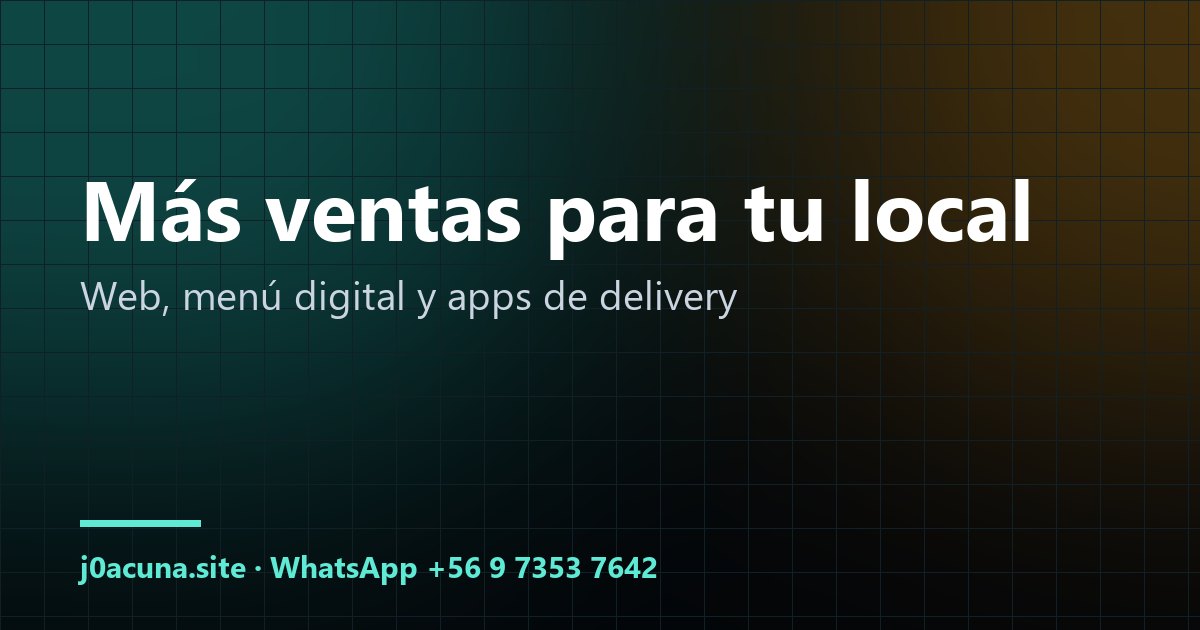 Más ventas para tu local
Web, menú digital y apps de delivery
j0acuna.site · WhatsApp +56 9 7353 7642